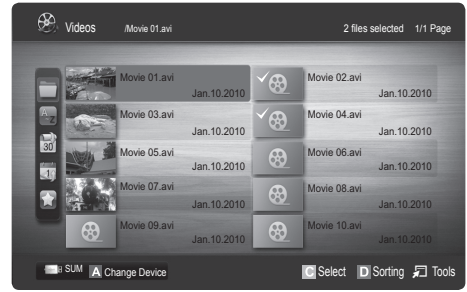 Videos /Movie 01.avi 2 files selected 1/1 Page
Movie 01.avi Movie 02.avi
Jan.10.2010 Jan.10.2010
Movie 03.avi Movie 04.avi
Jan.10.2010 Jan.10.2010
Movie 05.avi Movie 06.avi
Jan.10.2010 Jan.10.2010
Movie 07.avi Movie 08.avi
Jan.10.2010 Jan.10.2010
Movie 09.avi Movie 10.avi
Jan.10.2010 Jan.10.2010
30
1
SUM A Change Device C Select D Sorting Tools